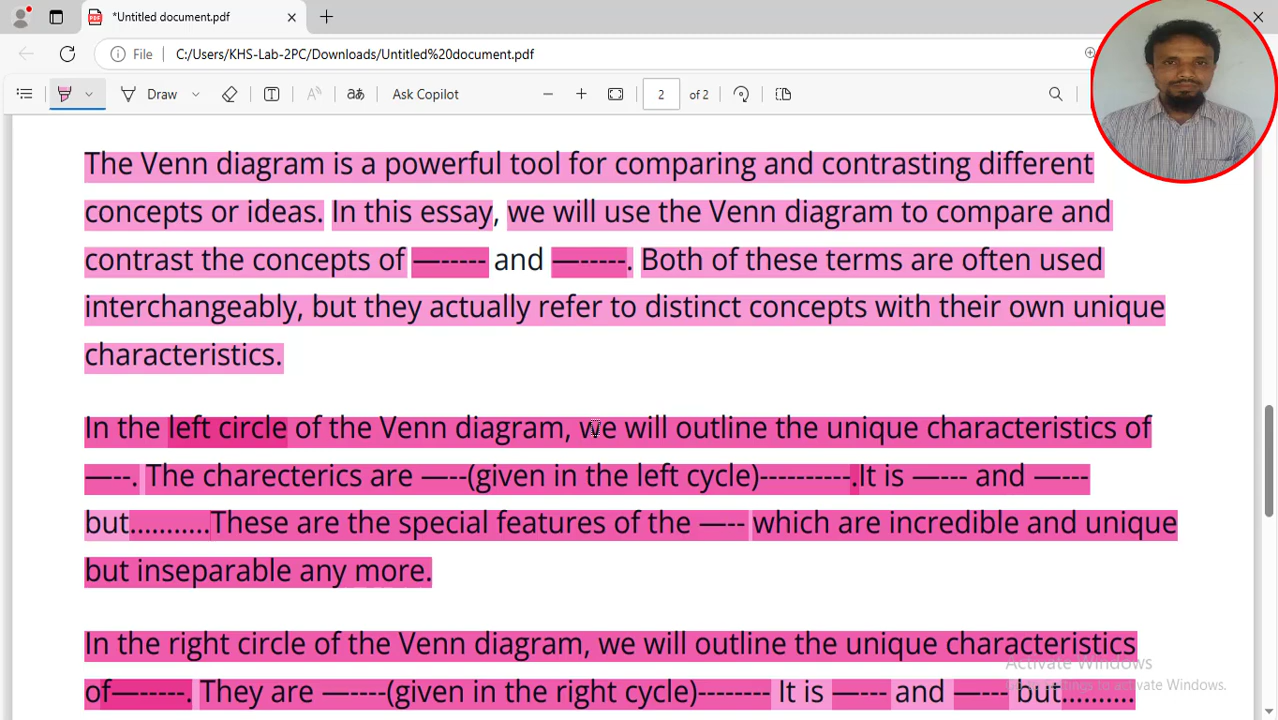 *Untitled document.pdf
File C:/Users/KHS-Lab-2PC/Downloads/Untitled%20document.pdf
Draw Ask Copilot 2 of 2
The Venn diagram is a powerful tool for comparing and contrasting different
concepts or ideas. In this essay, we will use the Venn diagram to compare and
contrast the concepts of —----- and —-----. Both of these terms are often used
interchangeably, but they actually refer to distinct concepts with their own unique
characteristics.
In the left circle of the Venn diagram, we will outline the unique characteristics of
—--. The charecterics are —--(given in the left cycle)----------.It is —--- and —---
but...........These are the special features of the —-- which are incredible and unique
but inseparable any more.
In the right circle of the Venn diagram, we will outline the unique characteristics
of—-----. They are —----(given in the right cycle)-------- It is —--- and —--- but..........
Activate Windows